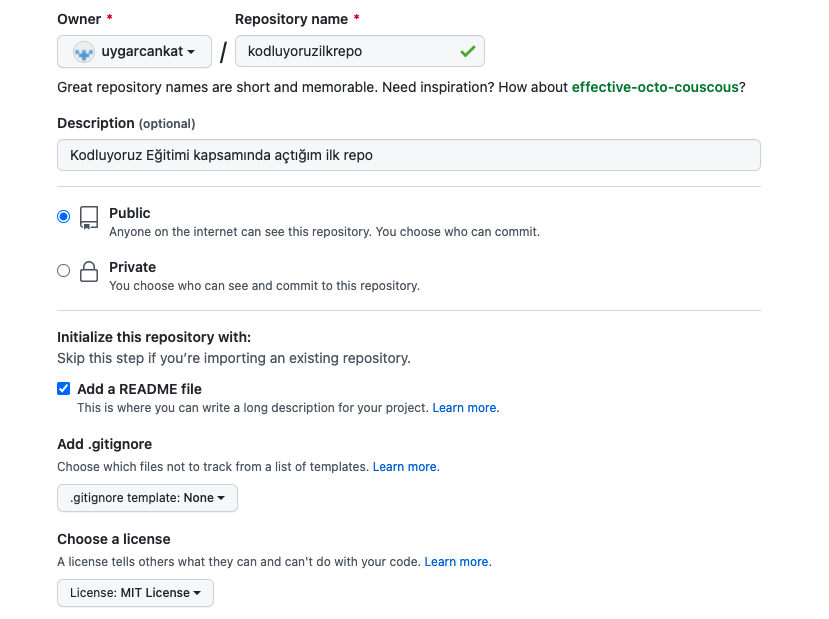 Owner * Repository name *
uygarcankat / kodluyoruzilkrepo
Great repository names are short and memorable. Need inspiration? How about effective-octo-couscous?
Description (optional)
Kodluyoruz Eğitimi kapsamında açtığım ilk repo
Public
Anyone on the internet can see this repository. You choose who can commit.
Private
You choose who can see and commit to this repository.
Initialize this repository with:
Skip this step if you’re importing an existing repository.
Add a README file
This is where you can write a long description for your project. Learn more.
Add .gitignore
Choose which files not to track from a list of templates. Learn more.
.gitignore template: None
Choose a license
A license tells others what they can and can't do with your code. Learn more.
License: MIT License